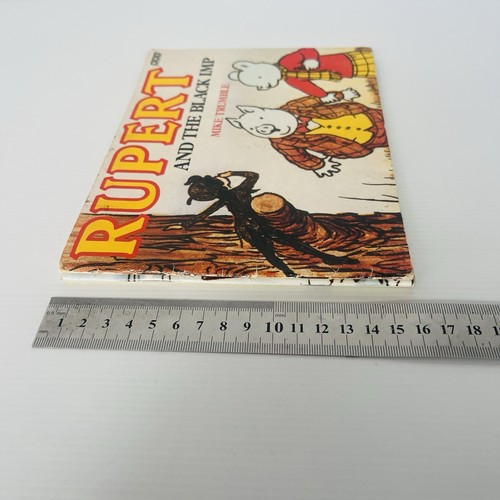 RUPERT
AND THE BLACK IMP
MIKE TRUMBLE
1 2 3 4 5 6 7 8 9 10 11 12 13 14 15 16 17 18